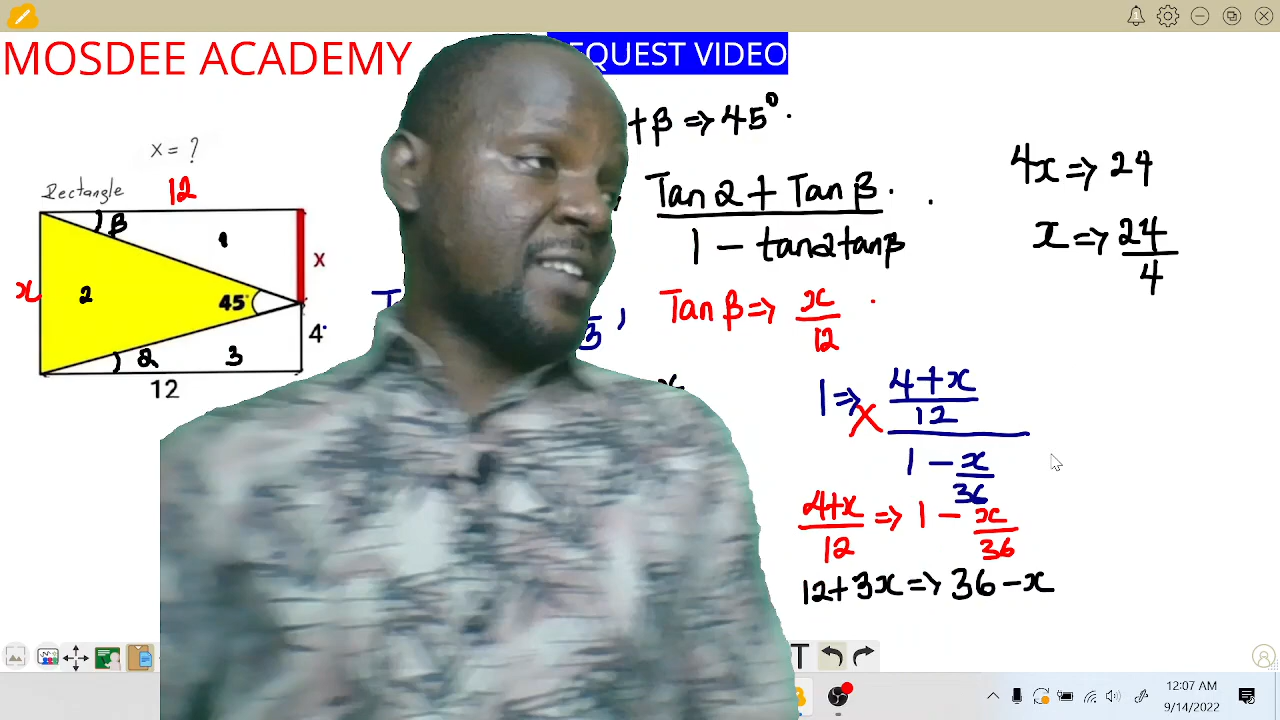 MOSDEE ACADEMY
EQUEST VIDEO
x = ?
Rectangle
12
β
1
x
x
2
45°
4
2
3
12
+ β => 45°.
Tan 2 + Tan β.
1 - tan2tanβ
Tan β => x/12
1 => (4+x)/12
1 - x/36
X
(4+x)/12 => 1 - x/36
12+3x => 36-x
4x => 24
x => 24/4
T
12:07 AM
9/14/2022